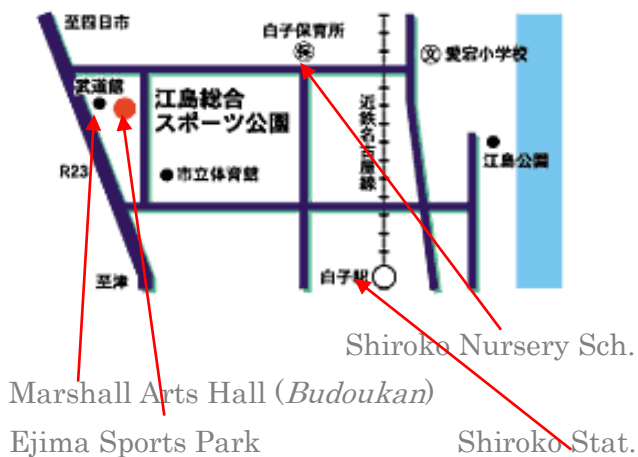 至四日市
白子保育所
文 愛宕小学校
武道館
江島総合
スポーツ公園
近鉄名古屋線
江島公園
R23
市立体育館
至津
白子駅
Shiroko Nursery Sch.
Marshall Arts Hall (Budoukan)
Ejima Sports Park
Shiroko Stat.